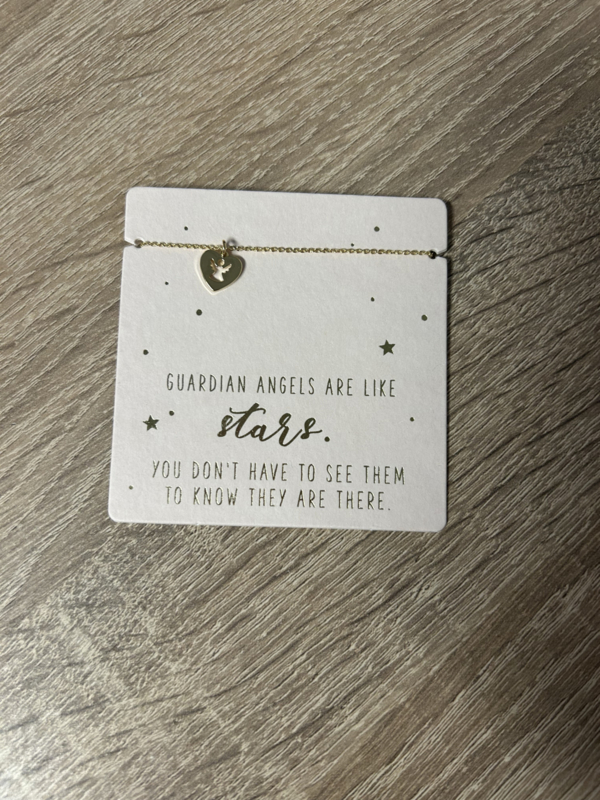 GUARDIAN ANGELS ARE LIKE
stars.
YOU DON'T HAVE TO SEE THEM
TO KNOW THEY ARE THERE.